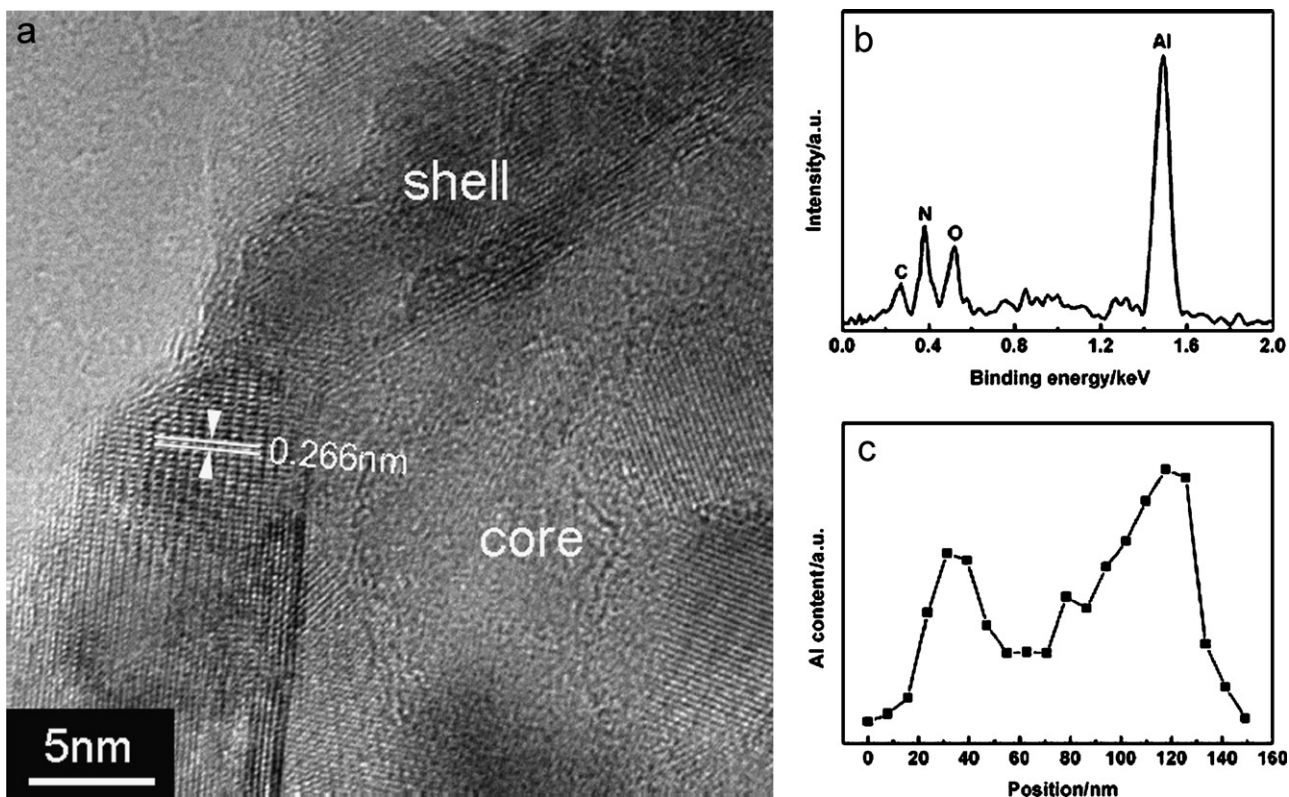 a
shell
0.266nm
core
5nm
b
Al
N
O
C
Intensity/a.u.
0.0 0.4 0.8 1.2 1.6 2.0
Binding energy/keV
c
Al content/a.u.
0 20 40 60 80 100 120 140 160
Position/nm